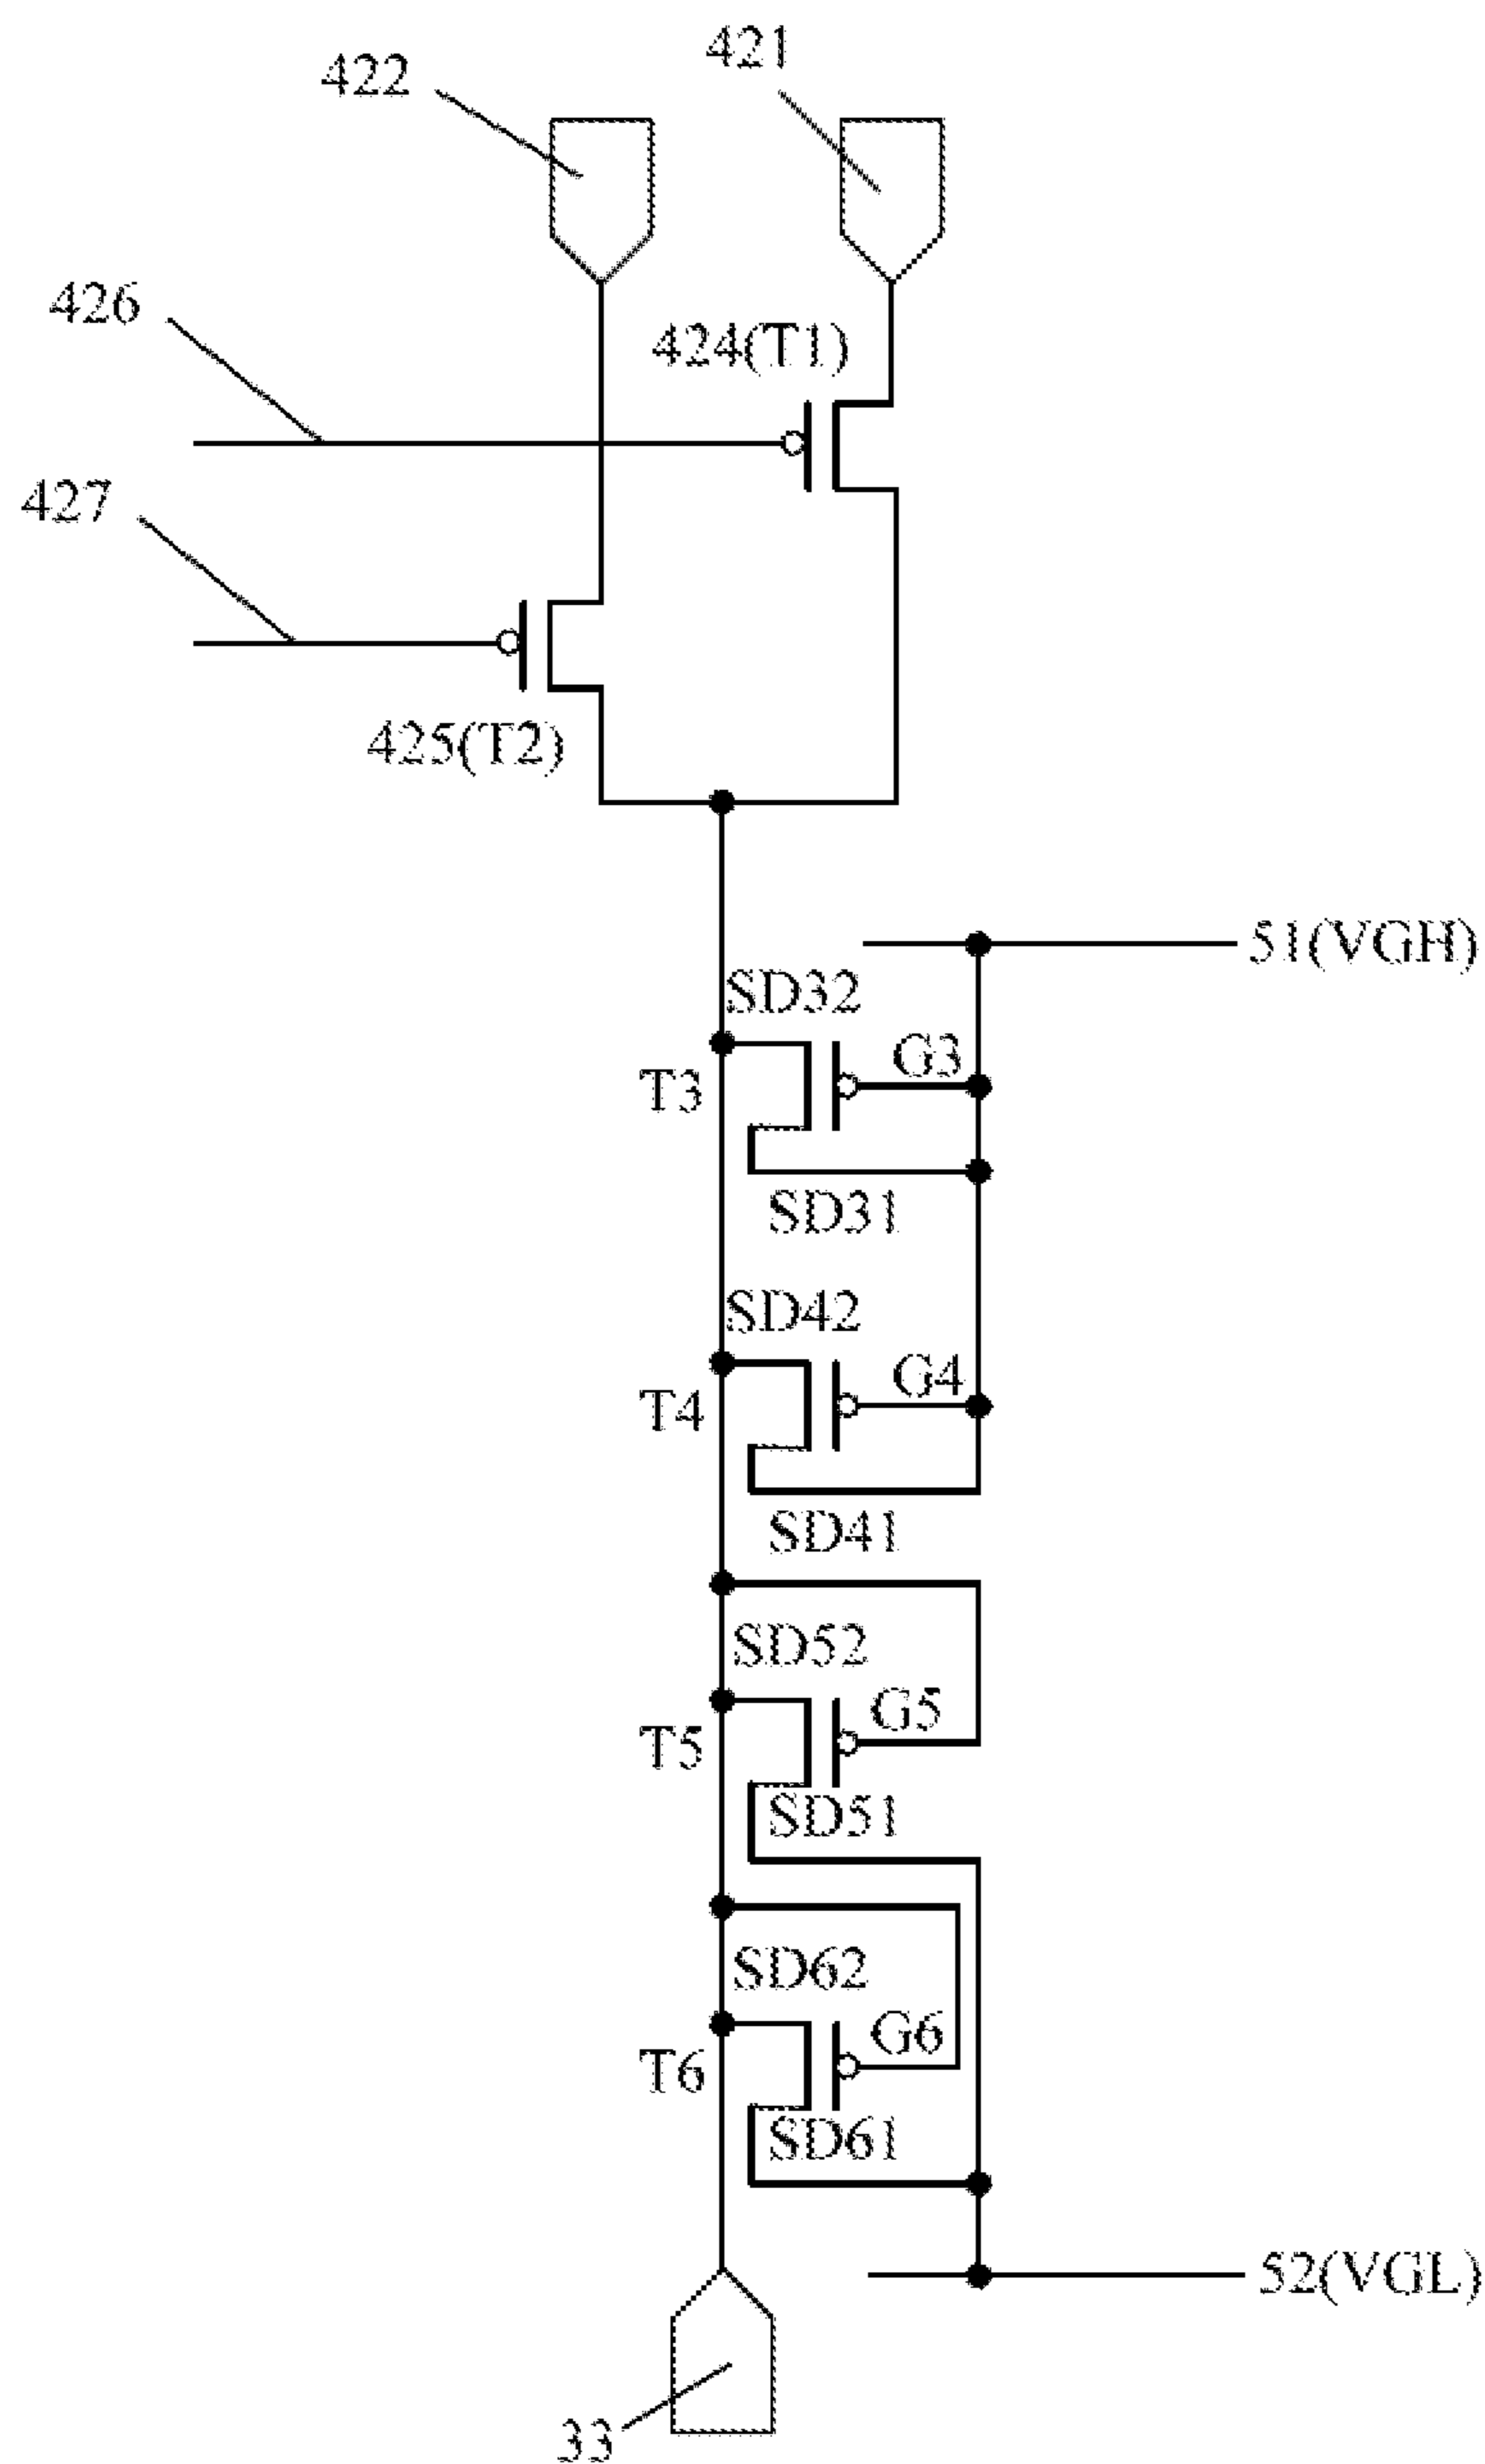 421
422
426
424(T1)
427
425(T2)
51(VGH)
SD32
G3
T3
SD31
SD42
G4
T4
SD41
SD52
G5
T5
SD51
SD62
G6
T6
SD61
52(VGL)
33